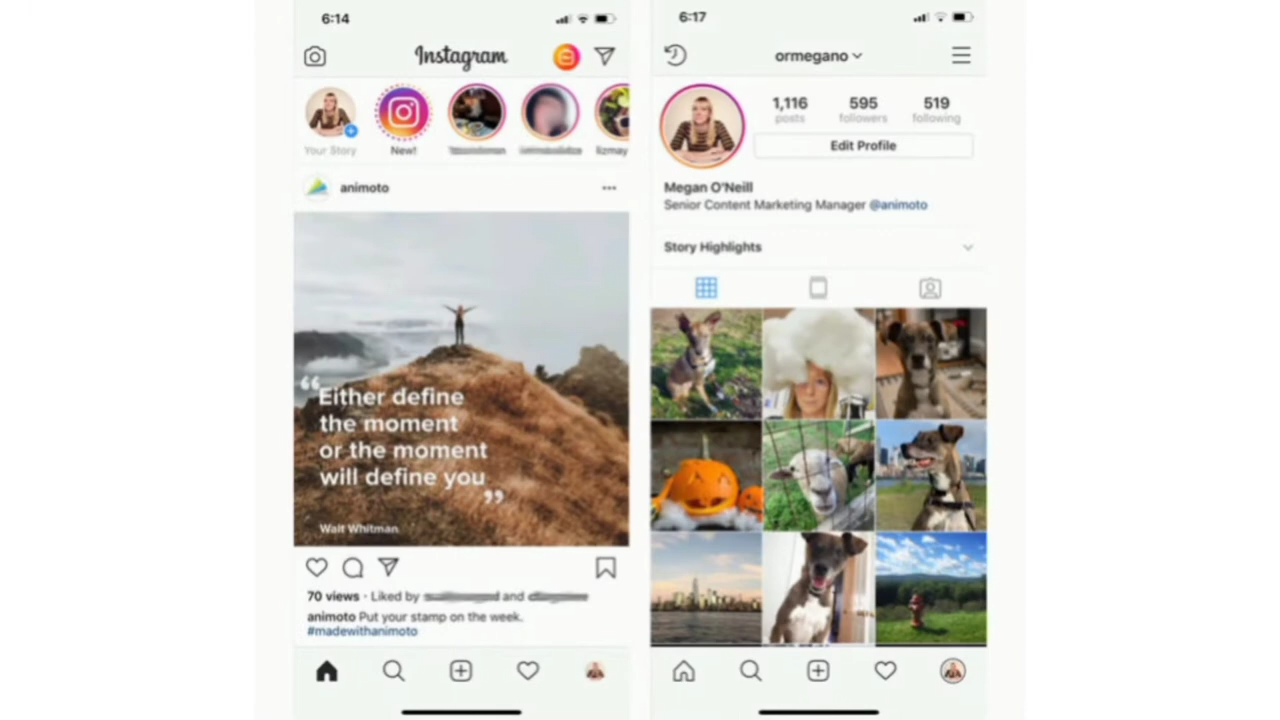 6:14
Instagram
Your Story
New!
lizmay
animoto
“Either define
the moment
or the moment
will define you”
Walt Whitman
70 views · Liked by and
animoto Put your stamp on the week.
#madewithanimoto
6:17
ormegano
1,116 595 519
posts followers following
Edit Profile
Megan O'Neill
Senior Content Marketing Manager @animoto
Story Highlights